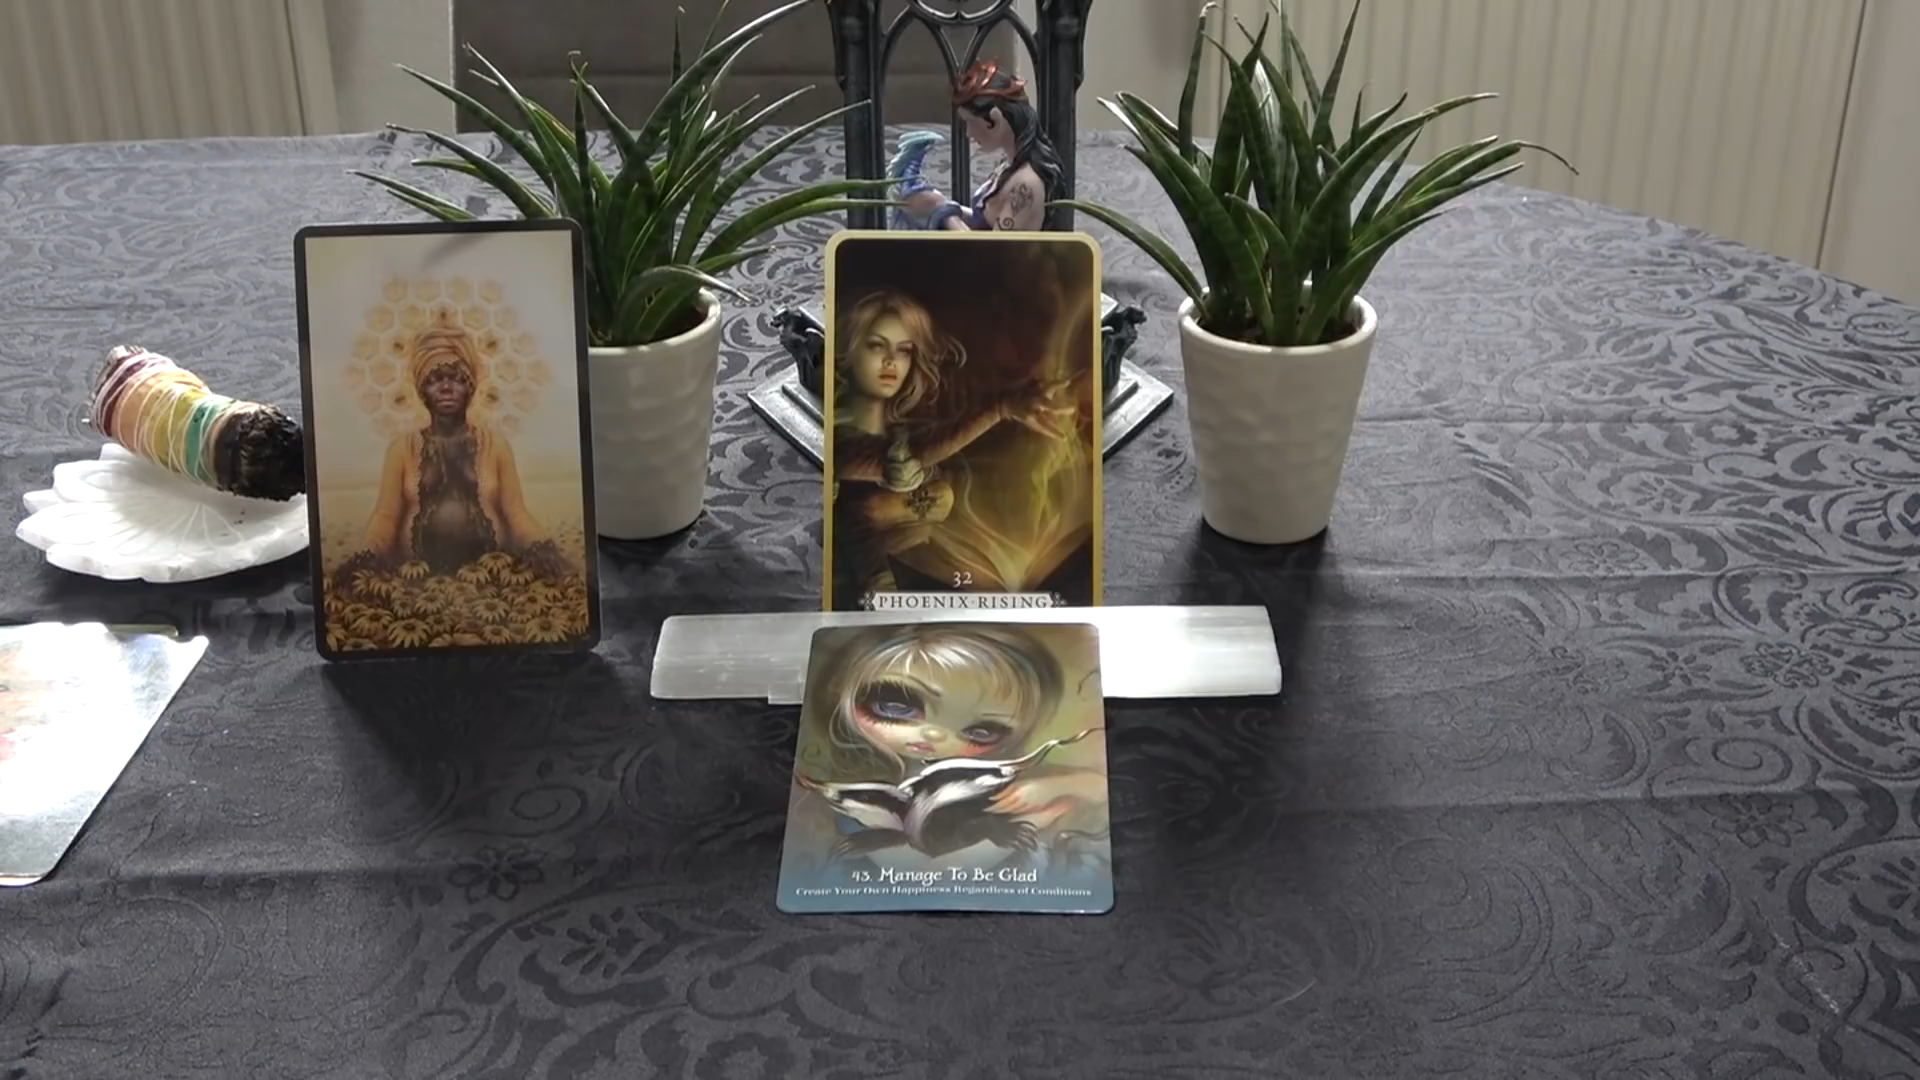 32
PHOENIX·RISING
43. Manage To Be Glad
Create Your Own Happiness Regardless of Conditions